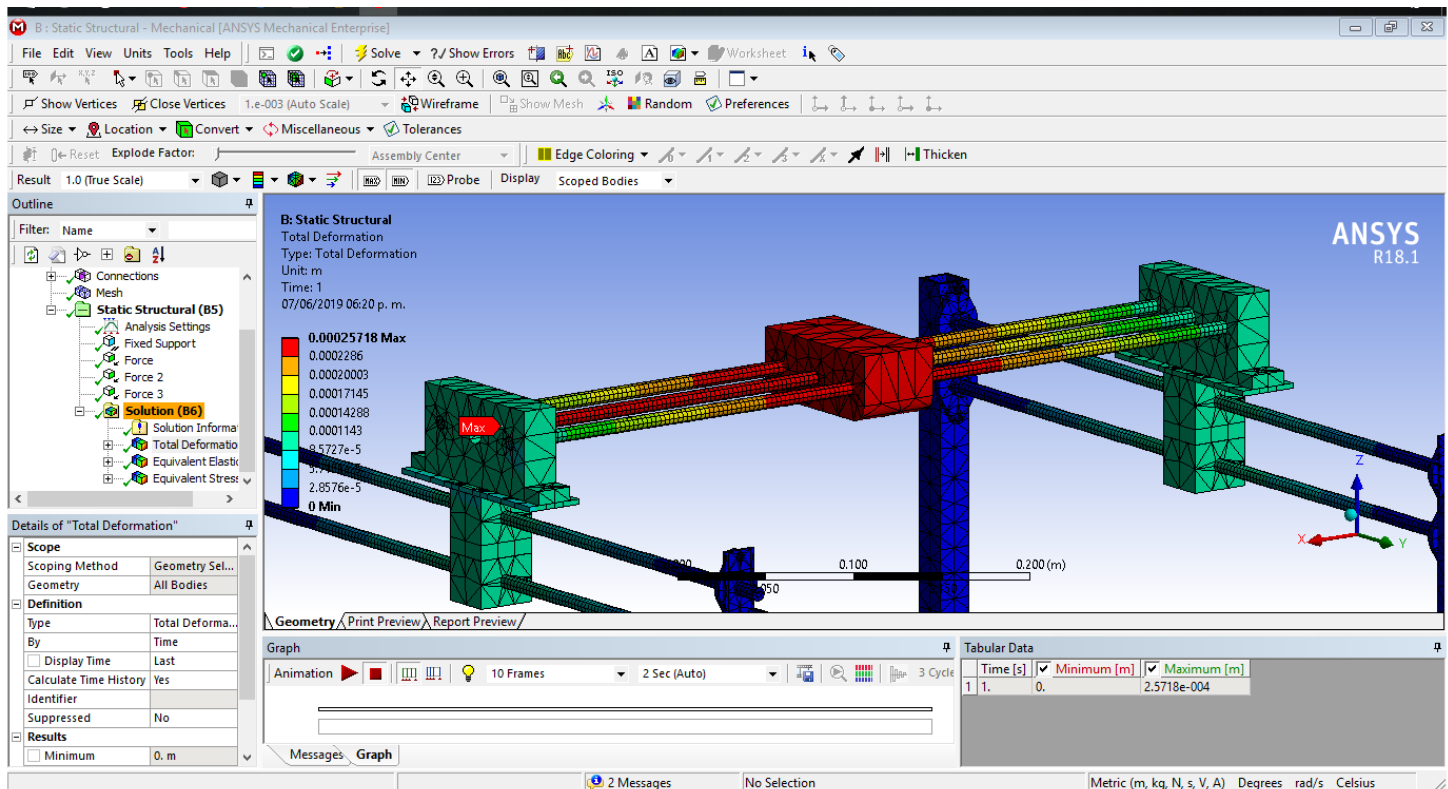 B : Static Structural - Mechanical [ANSYS Mechanical Enterprise]
File Edit View Units Tools Help Solve ?/ Show Errors Worksheet
Show Vertices Close Vertices 1.e-003 (Auto Scale) Wireframe Show Mesh Random Preferences
Size Location Convert Miscellaneous Tolerances
Reset Explode Factor: Assembly Center Edge Coloring Thicken
Result 1.0 (True Scale) MAX MIN Probe Display Scoped Bodies
Outline
Filter: Name
Connections
Mesh
Static Structural (B5)
Analysis Settings
Fixed Support
Force
Force 2
Force 3
Solution (B6)
Solution Informa
Total Deformatio
Equivalent Elastic
Equivalent Stress
Details of "Total Deformation"
Scope
Scoping Method Geometry Sel...
Geometry All Bodies
Definition
Type Total Deforma...
By Time
Display Time Last
Calculate Time History Yes
Identifier
Suppressed No
Results
Minimum 0. m
B: Static Structural
Total Deformation
Type: Total Deformation
Unit: m
Time: 1
07/06/2019 06:20 p. m.
0.00025718 Max
0.0002286
0.00020003
0.00017145
0.00014288
0.0001143
8.5727e-5
2.8576e-5
0 Min
Max
ANSYS
R18.1
Z
X
Y
0.100
0.200 (m)
Geometry Print Preview Report Preview
Graph
Animation 10 Frames 2 Sec (Auto) 3 Cycle
Messages Graph
Tabular Data
Time [s] Minimum [m] Maximum [m]
1 1. 0. 2.5718e-004
2 Messages No Selection Metric (m, kg, N, s, V, A) Degrees rad/s Celsius